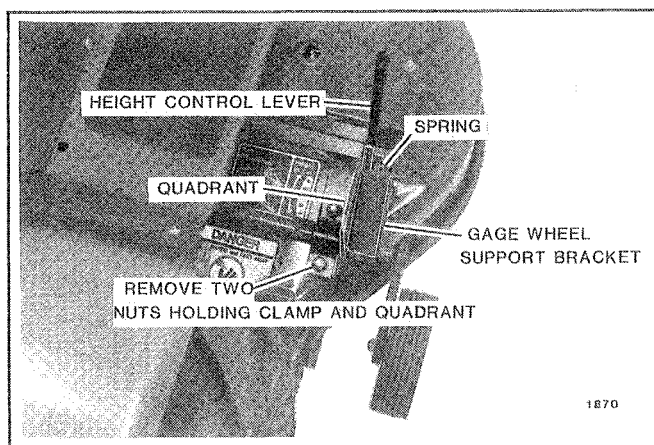 HEIGHT CONTROL LEVER
SPRING
QUADRANT
GAGE WHEEL
SUPPORT BRACKET
DANGER
REMOVE TWO
NUTS HOLDING CLAMP AND QUADRANT
1870